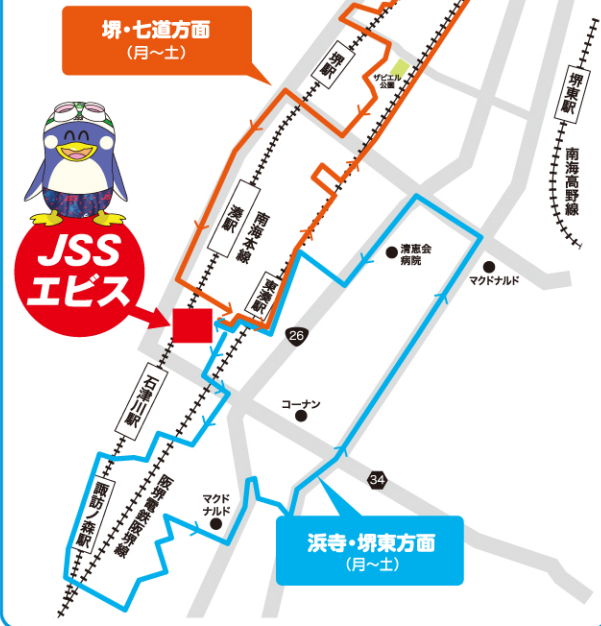 堺・七道方面
(月〜土)
堺駅
ザビエル
公園
堺東駅
南海高野線
JSS
エビス
湊駅
南海本線
東湊駅
清恵会
病院
マクドナルド
26
石津川駅
コーナン
34
諏訪ノ森駅
阪堺電鉄阪堺線
マクド
ナルド
浜寺・堺東方面
(月〜土)